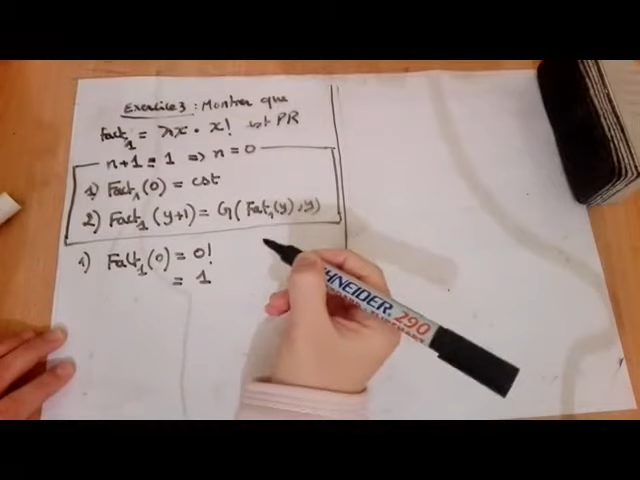 Exercice 3 : Montrer que
Fact₁ = λx . x! est PR
n+1 = 1 => n = 0
1) Fact₁(0) = cst
2) Fact₁(y+1) = G(Fact₁(y), y)
1) Fact₁(0) = 0!
= 1
SCHNEIDER 290